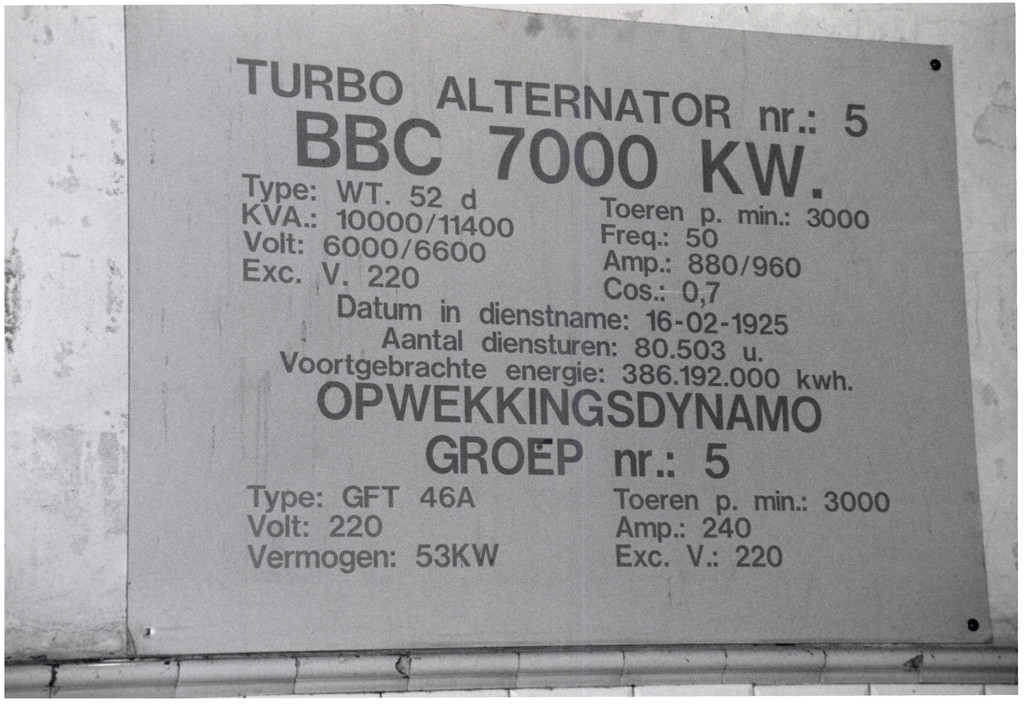 TURBO ALTERNATOR nr.: 5
BBC 7000 KW.
Type: WT. 52 d Toeren p. min.: 3000
KVA.: 10000/11400 Freq.: 50
Volt: 6000/6600 Amp.: 880/960
Exc. V. 220 Cos.: 0,7
Datum in dienstname: 16-02-1925
Aantal diensturen: 80.503 u.
Voortgebrachte energie: 386.192.000 kwh.
OPWEKKINGSDYNAMO
GROEP nr.: 5
Type: GFT 46A Toeren p. min.: 3000
Volt: 220 Amp.: 240
Vermogen: 53KW Exc. V.: 220